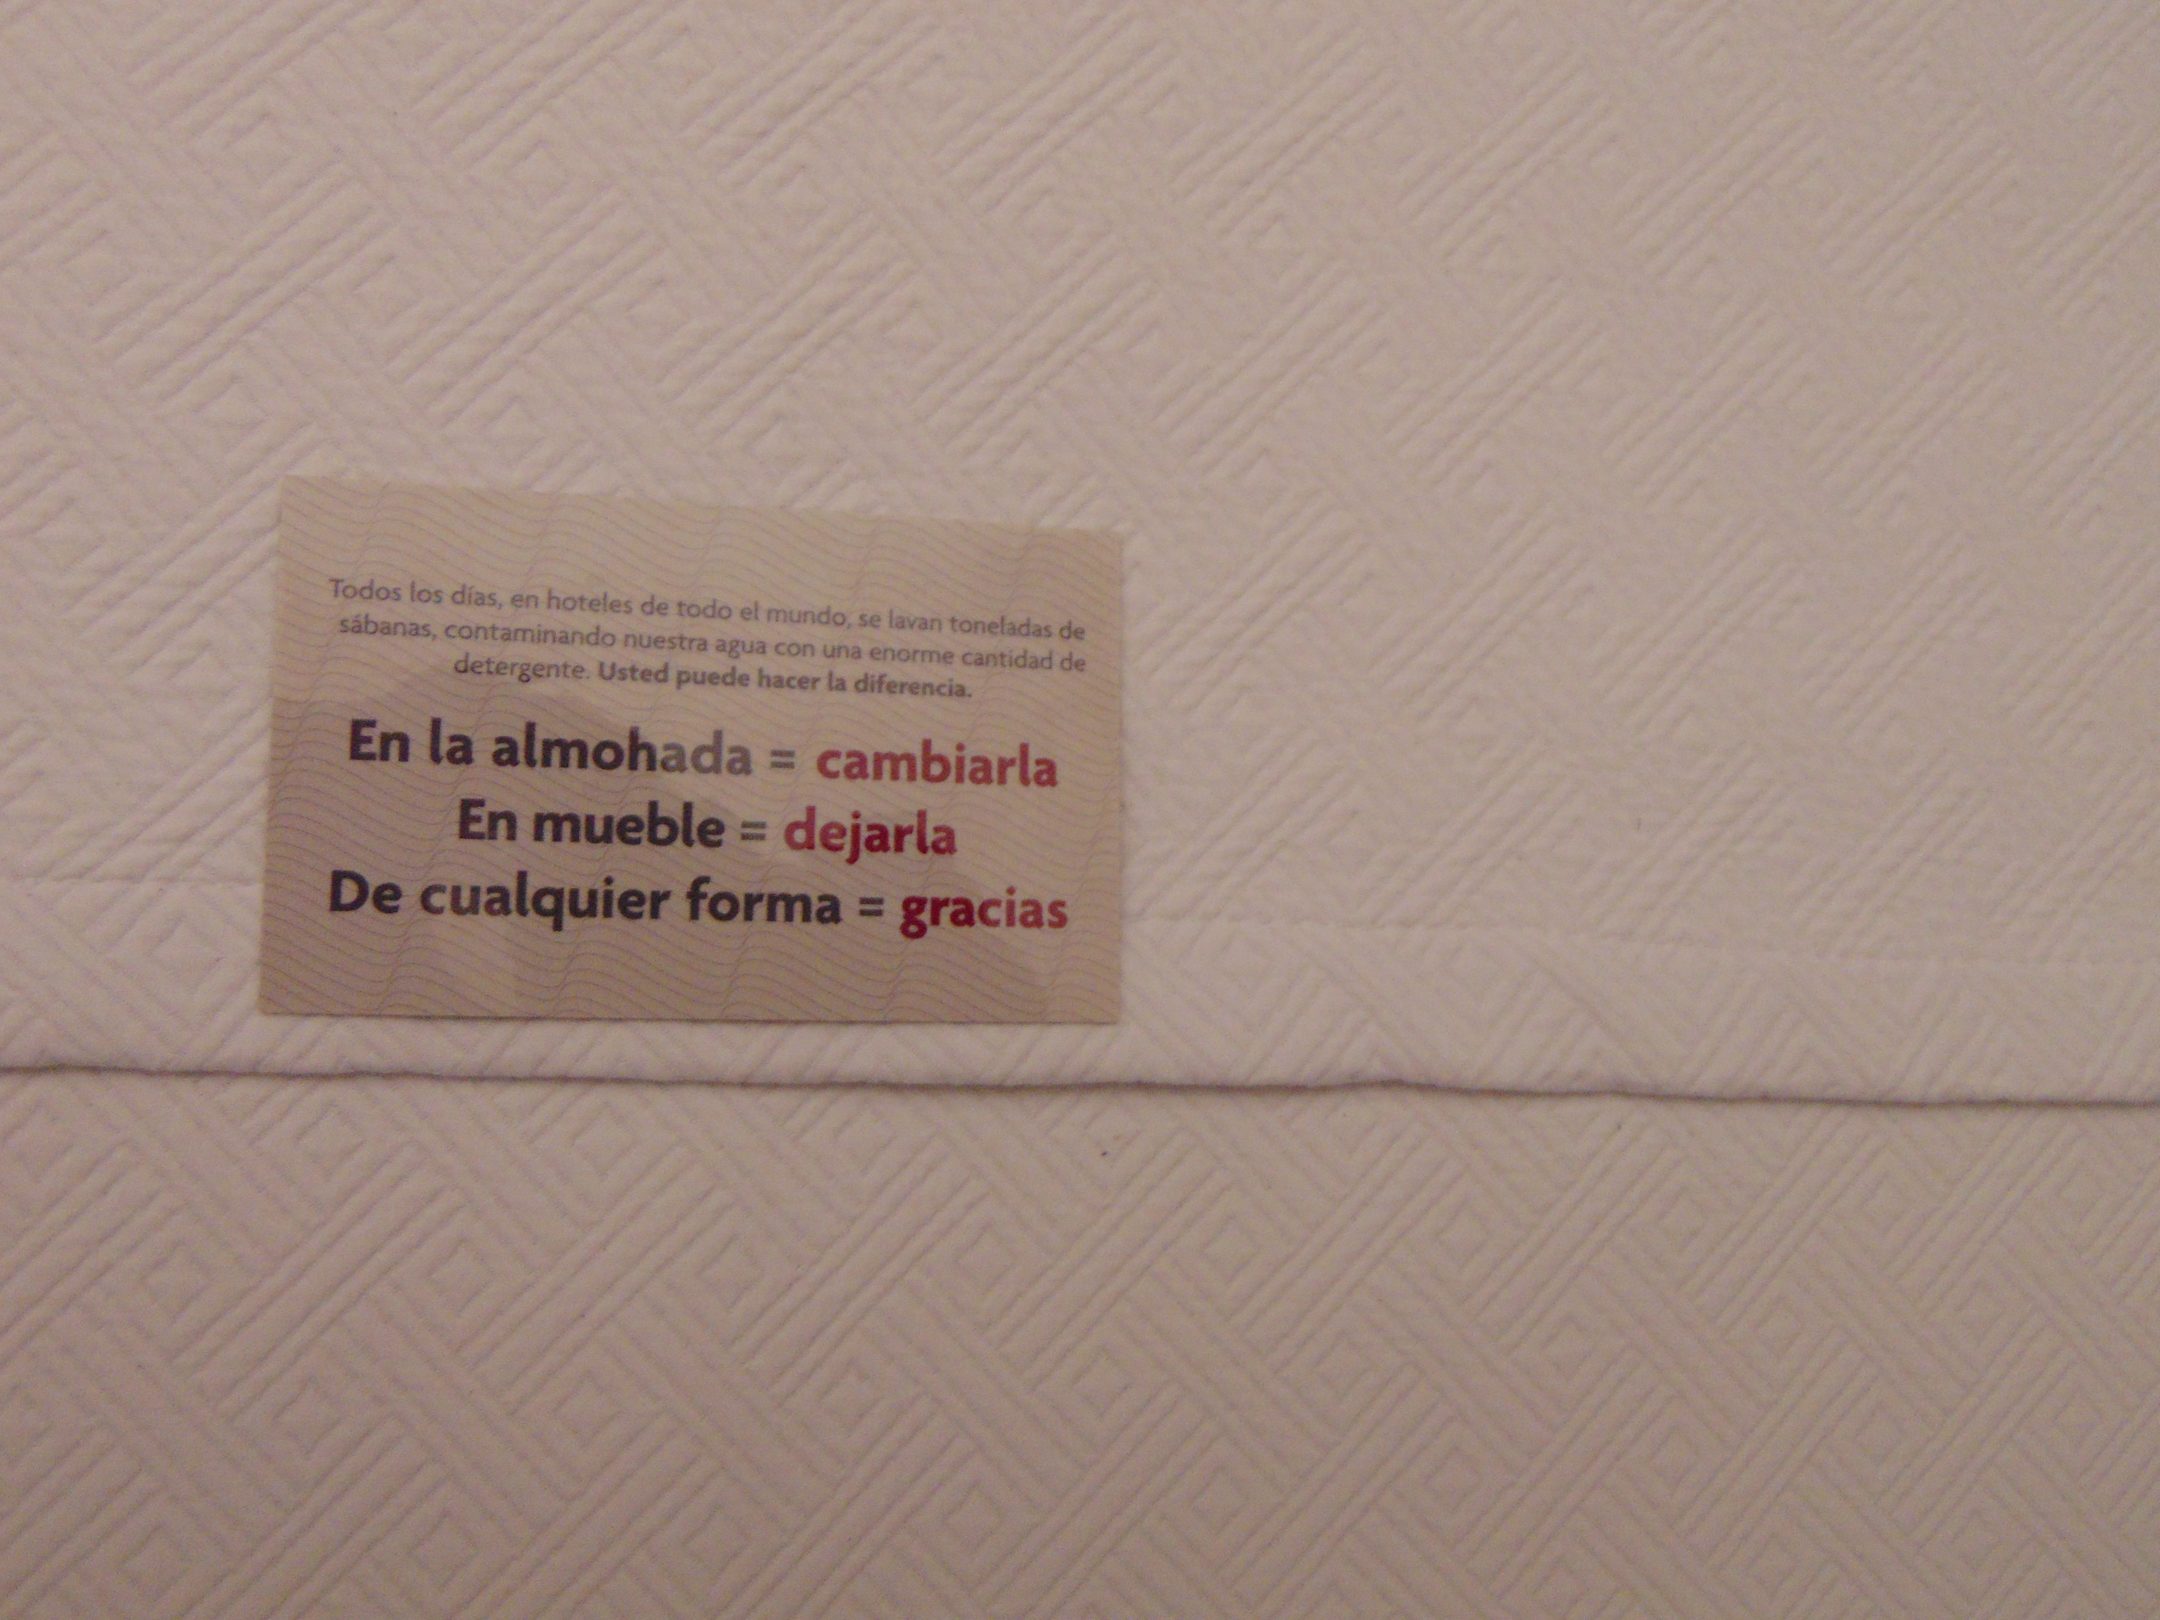 Todos los días, en hoteles de todo el mundo, se lavan toneladas de
sábanas, contaminando nuestra agua con una enorme cantidad de
detergente. Usted puede hacer la diferencia.
En la almohada = cambiarla
En mueble = dejarla
De cualquier forma = gracias